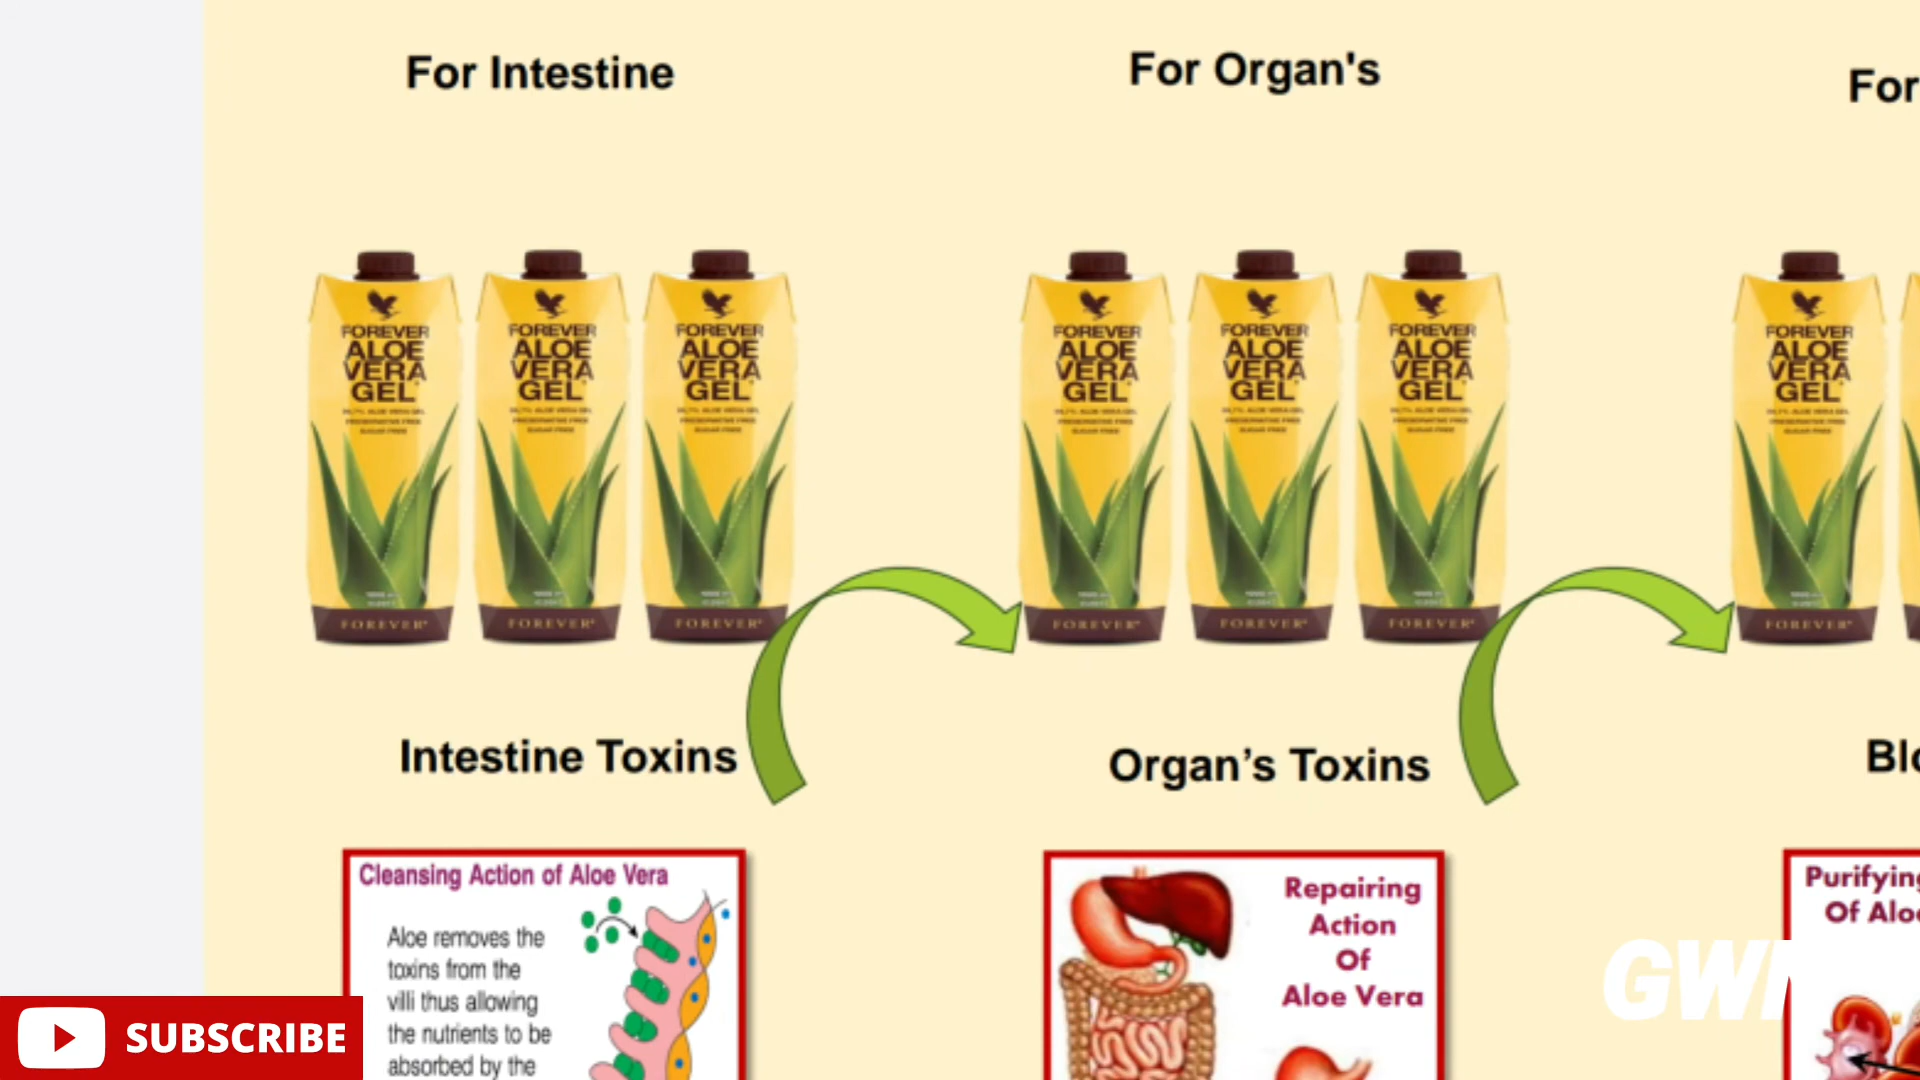 For Intestine
For Organ's
For
FOREVER
ALOE
VERA
GEL
FOREVER
FOREVER
ALOE
VERA
GEL
FOREVER
FOREVER
ALOE
VERA
GEL
FOREVER
FOREVER
ALOE
VERA
GEL
FOREVER
FOREVER
ALOE
VERA
GEL
FOREVER
FOREVER
ALOE
VERA
GEL
FOREVER
FOREVER
ALOE
VERA
GEL
FOREVER
Intestine Toxins
Organ’s Toxins
Cleansing Action of Aloe Vera
Aloe removes the
toxins from the
villi thus allowing
the nutrients to be
absorbed by the
Repairing
Action
Of
Aloe Vera
Purifying
Of Aloe
SUBSCRIBE